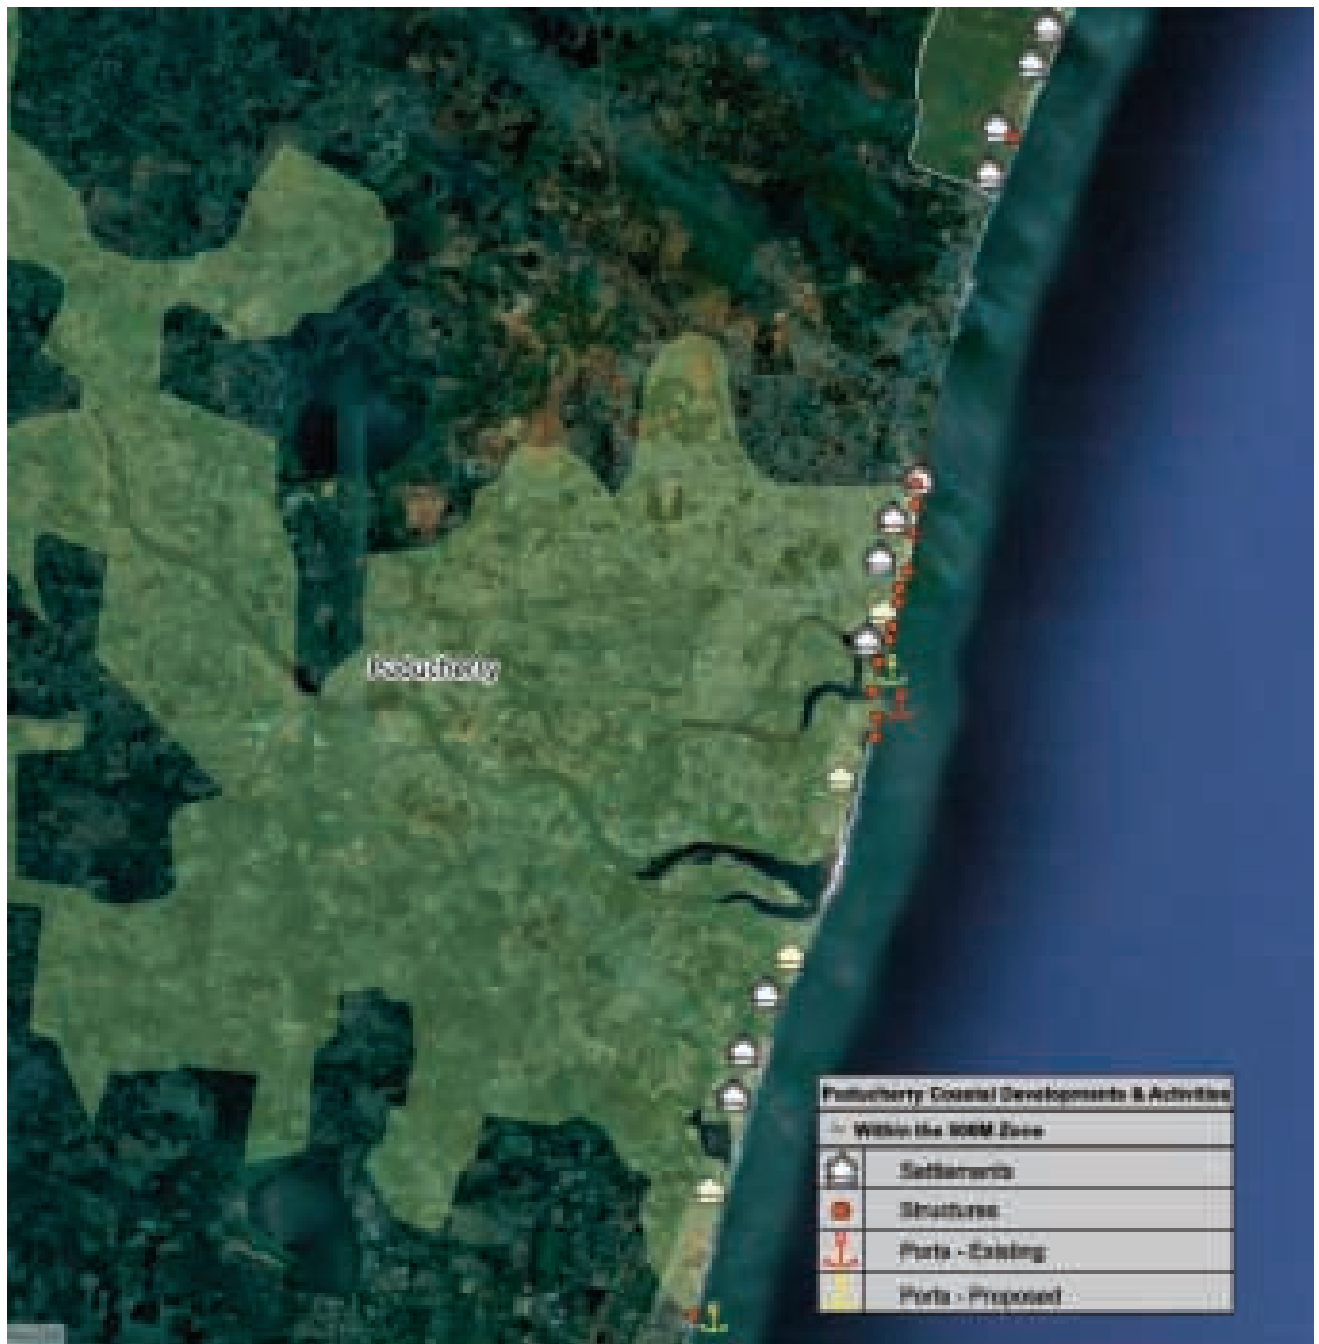 Puducherry
Puducherry Coastal Developments & Activities
Within the 500M Zone
Settlements
Structures
Ports - Existing
Ports - Proposed